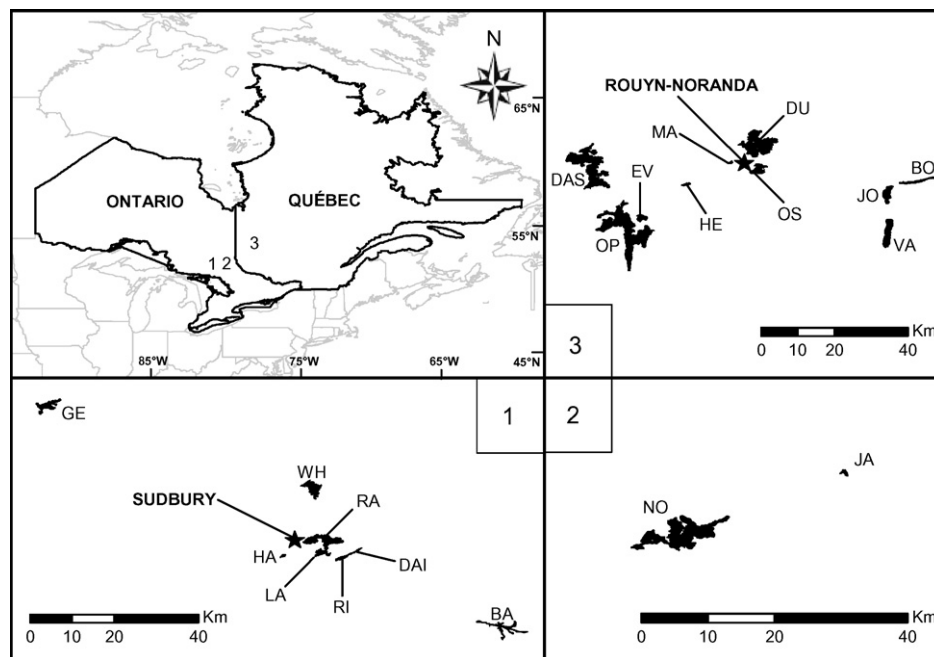 N
65°N
ONTARIO
QUÉBEC
3
55°N
1 2
85°W
75°W
65°W
45°N
ROUYN-NORANDA
DU
MA
DAS
EV
BO
JO
OP
HE
OS
VA
3
0 10 20 40
Km
GE
1
WH
SUDBURY
RA
HA
DAI
LA
RI
BA
Km
0 10 20 40
2
JA
NO
Km
0 10 20 40